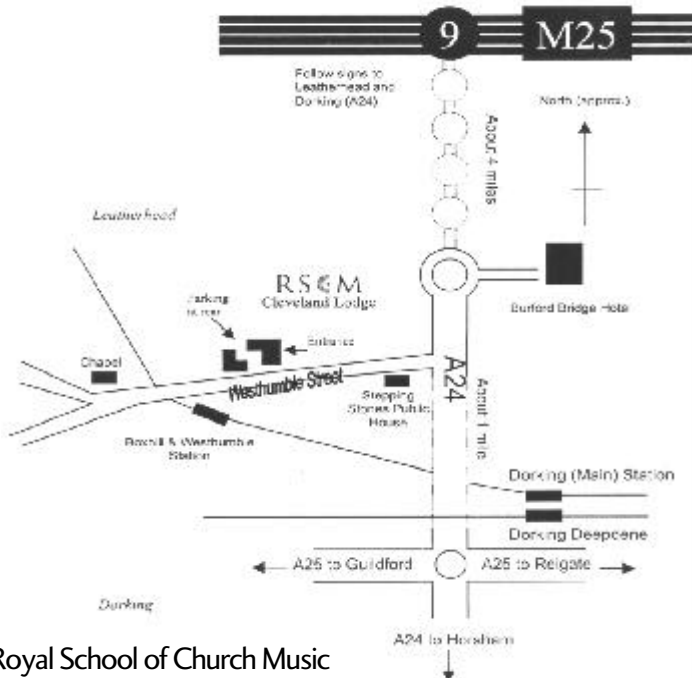 9 M25
Follow signs to
Leatherhead and
Dorking (A24)
About 4 miles
North (approx.)
Leatherhead
RSCM
Cleveland Lodge
Parking
at rear
Entrance
Burford Bridge Hotel
Chapel
Westhumble Street
A24
Stepping
Stones Public
House
About 1 mile
Boxhill & Westhumble
Station
Dorking (Main) Station
Dorking Deepdene
A25 to Guildford
A25 to Reigate
Dorking
A24 to Horsham
Royal School of Church Music